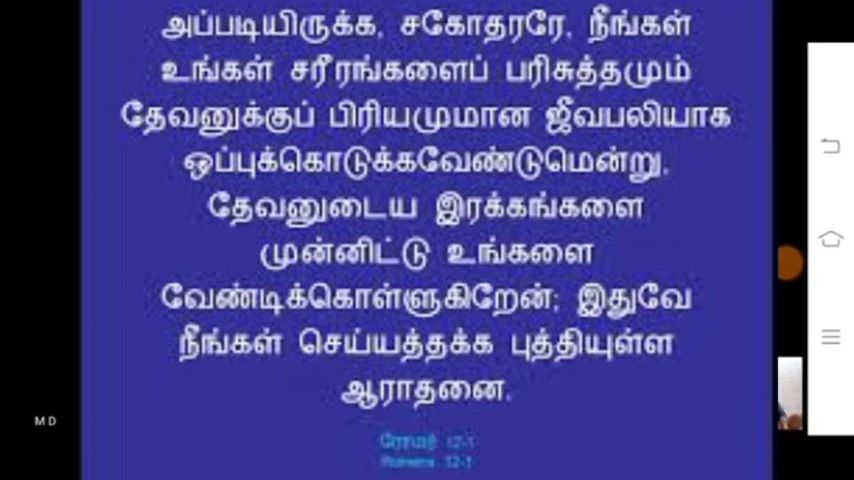 அப்படியிருக்க, சகோதரரே, நீங்கள்
உங்கள் சரீரங்களைப் பரிசுத்தமும்
தேவனுக்குப் பிரியமுமான ஜீவபலியாக
ஒப்புக்கொடுக்கவேண்டுமென்று,
தேவனுடைய இரக்கங்களை
முன்னிட்டு உங்களை
வேண்டிக்கொள்ளுகிறேன்; இதுவே
நீங்கள் செய்யத்தக்க புத்தியுள்ள
ஆராதனை.
M D
ரோமர் 12-1
Romans 12-1